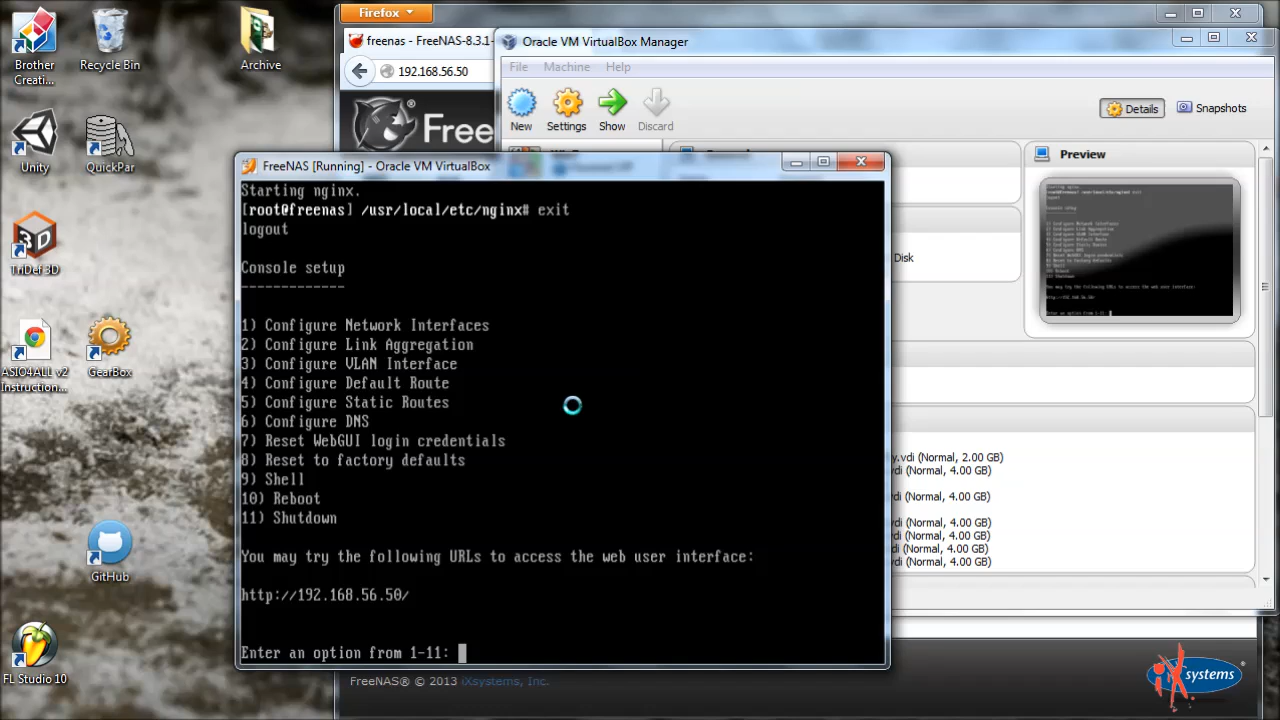 Firefox
freenas - FreeNAS-8.3.1-
192.168.56.50
Free
Oracle VM VirtualBox Manager
File Machine Help
New Settings Show Discard
Details Snapshots
Preview
Disk
y.vdi (Normal, 2.00 GB)
vdi (Normal, 4.00 GB)
vdi (Normal, 4.00 GB)
vdi (Normal, 4.00 GB)
vdi (Normal, 4.00 GB)
vdi (Normal, 4.00 GB)
vdi (Normal, 4.00 GB)
Brother
Creati...
Recycle Bin
Archive
Unity
QuickPar
TriDef 3D
ASIO4ALL v2
Instruction...
GearBox
GitHub
FL Studio 10
FreeNAS [Running] - Oracle VM VirtualBox
Starting nginx.
[root@freenas] /usr/local/etc/nginx# exit
logout
Console setup
-------------
1) Configure Network Interfaces
2) Configure Link Aggregation
3) Configure VLAN Interface
4) Configure Default Route
5) Configure Static Routes
6) Configure DNS
7) Reset WebGUI login credentials
8) Reset to factory defaults
9) Shell
10) Reboot
11) Shutdown
You may try the following URLs to access the web user interface:
http://192.168.56.50/
Enter an option from 1-11:
FreeNAS® © 2013 iXsystems, Inc.
iXsystems®